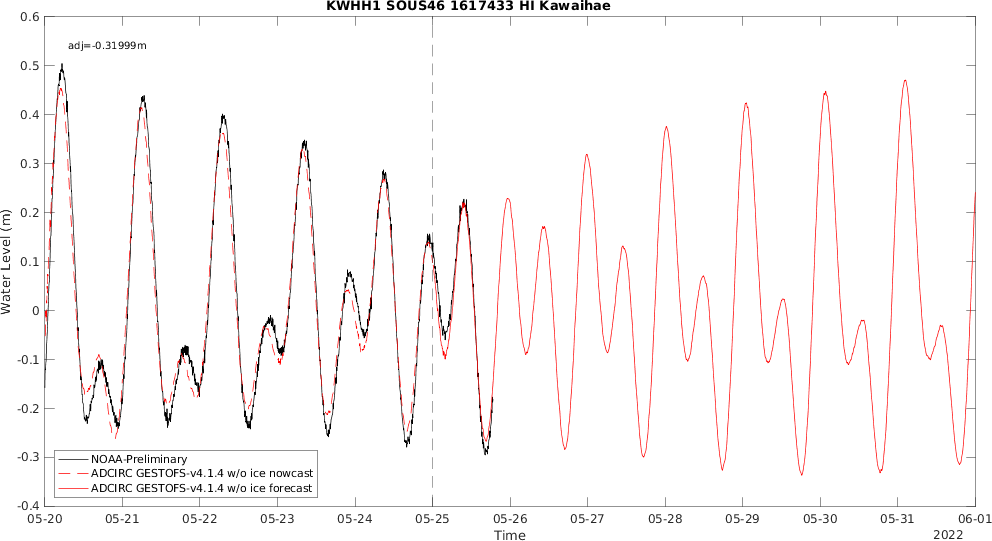 KWHH1 SOUS46 1617433 HI Kawaihae
adj=-0.31999m
0.6
0.5
0.4
0.3
0.2
0.1
0
-0.1
-0.2
-0.3
-0.4
Water Level (m)
NOAA-Preliminary
ADCIRC GESTOFS-v4.1.4 w/o ice nowcast
ADCIRC GESTOFS-v4.1.4 w/o ice forecast
05-20 05-21 05-22 05-23 05-24 05-25 05-26 05-27 05-28 05-29 05-30 05-31 06-01
Time
2022